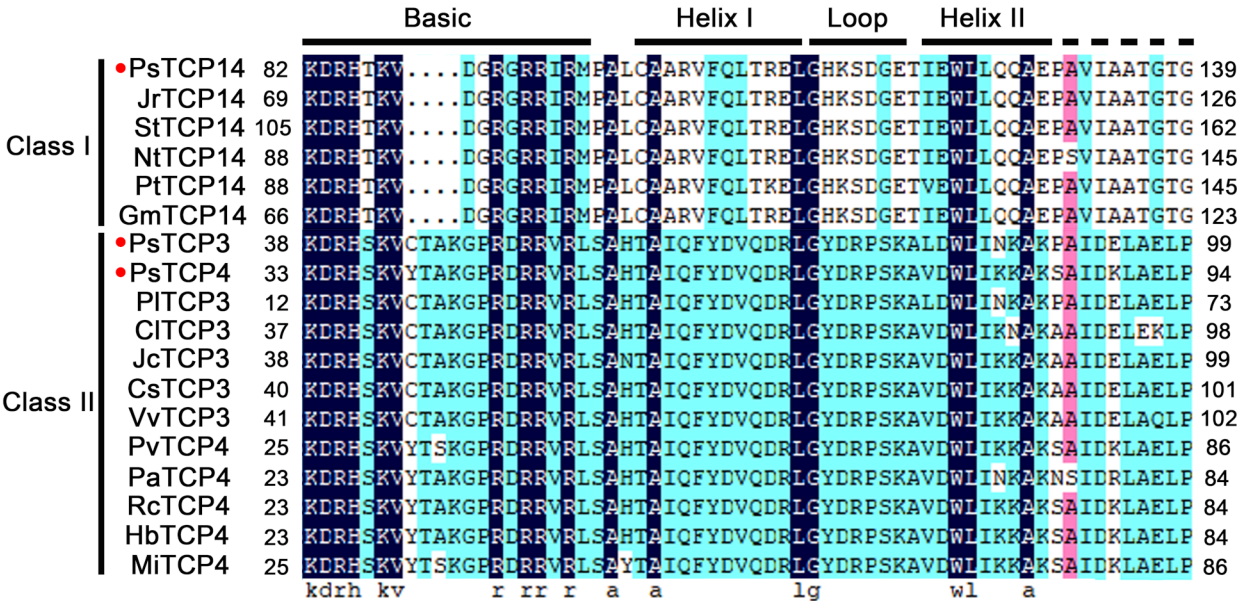 Basic Helix I Loop Helix II
PsTCP14 82 KDRHTKV....DGRGRRIRMPALCAARVFQLTRELGHKSDGETIEWLLQQAEPAVIAATGTG 139
JrTCP14 69 KDRHTKV....DGRGRRIRMPALCAARVFQLTRELGHKSDGETIEWLLQQAEPAVIAATGTG 126
StTCP14 105 KDRHTKV....DGRGRRIRMPALCAARVFQLTRELGHKSDGETIEWLLQQAEPAVIAATGTG 162
Class I
NtTCP14 88 KDRHTKV....DGRGRRIRMPALCAARVFQLTRELGHKSDGETIEWLLQQAEPSVIAATGTG 145
PtTCP14 88 KDRHTKV....DGRGRRIRMPALCAARVFQLTKELGHKSDGETVEWLLQQAEPAVIAATGTG 145
GmTCP14 66 KDRHTKV....DGRGRRIRMPALCAARVFQLTRELGHKSDGETIEWLLQQAEPAVIAATGTG 123
PsTCP3 38 KDRHSKVCTAKGPRDRRVRLSAHTAIQFYDVQDRLGYDRPSKALDWLINKAKPAIDELAELP 99
PsTCP4 33 KDRHSKVYTAKGPRDRRVRLSAHTAIQFYDVQDRLGYDRPSKAVDWLIKKAKSAIDKLAELP 94
PlTCP3 12 KDRHSKVCTAKGPRDRRVRLSAHTAIQFYDVQDRLGYDRPSKALDWLINKAKPAIDELAELP 73
ClTCP3 37 KDRHSKVCTAKGPRDRRVRLSAHTAIQFYDVQDRLGYDRPSKAVDWLIKNAKAAIDELEKLP 98
JcTCP3 38 KDRHSKVCTAKGPRDRRVRLSANTAIQFYDVQDRLGYDRPSKAVDWLIKKAKAAIDELAELP 99
Class II
CsTCP3 40 KDRHSKVCTAKGPRDRRVRLSAHTAIQFYDVQDRLGYDRPSKAVDWLIKKAKAAIDELAELP 101
VvTCP3 41 KDRHSKVCTAKGPRDRRVRLSAHTAIQFYDVQDRLGYDRPSKAVDWLIKKAKAAIDELAQLP 102
PvTCP4 25 KDRHSKVYTSKGPRDRRVRLSAHTAIQFYDVQDRLGYDRPSKAVDWLIKKAKSAIDKLAELP 86
PaTCP4 23 KDRHSKVYTAKGPRDRRVRLSAHTAIQFYDVQDRLGYDRPSKAVDWLINKAKNSIDRLAELP 84
RcTCP4 23 KDRHSKVYTAKGPRDRRVRLSAHTAIQFYDVQDRLGYDRPSKAVDWLIKKAKSAIDKLAELP 84
HbTCP4 23 KDRHSKVYTAKGPRDRRVRLSAHTAIQFYDVQDRLGYDRPSKAVDWLIKKAKSAIDKLAELP 84
MiTCP4 25 KDRHSKVYTSKGPRDRRVRLSAYTAIQFYDVQDRLGYDRPSKAVDWLIKKAKSAIDKLAELP 86
kdrh kv r rr r a a lg wl a